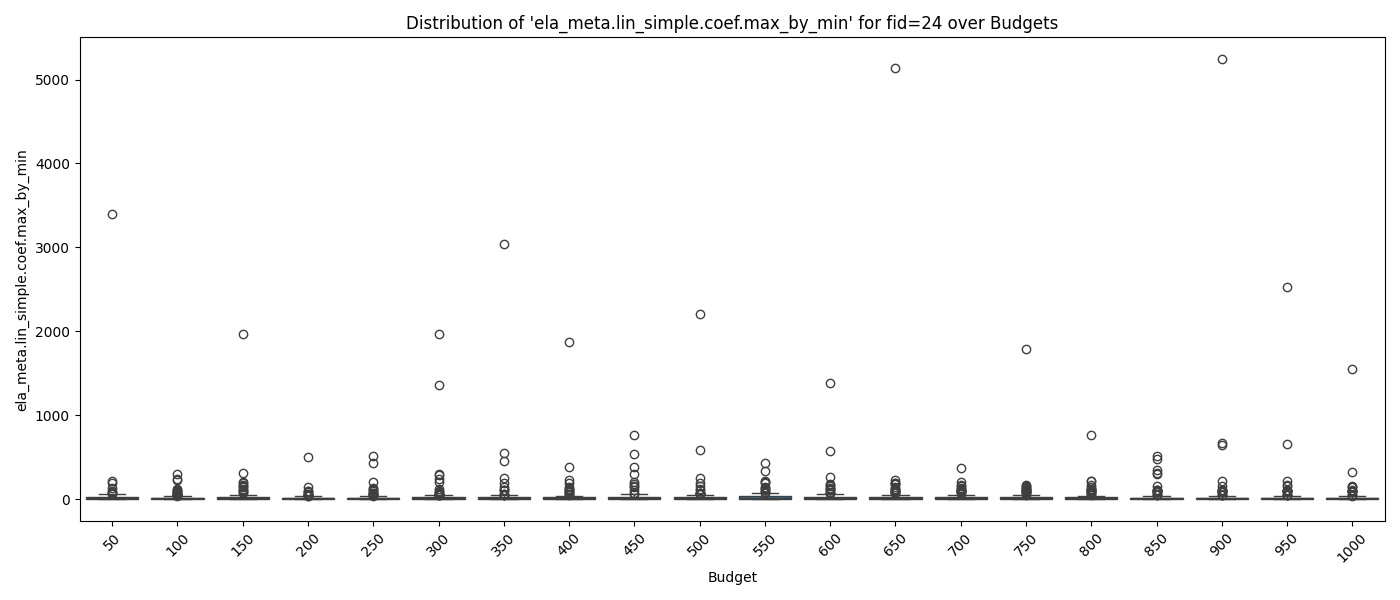 Distribution of 'ela_meta.lin_simple.coef.max_by_min' for fid=24 over Budgets
ela_meta.lin_simple.coef.max_by_min
5000
4000
3000
2000
1000
0
50 100 150 200 250 300 350 400 450 500 550 600 650 700 750 800 850 900 950 1000
Budget